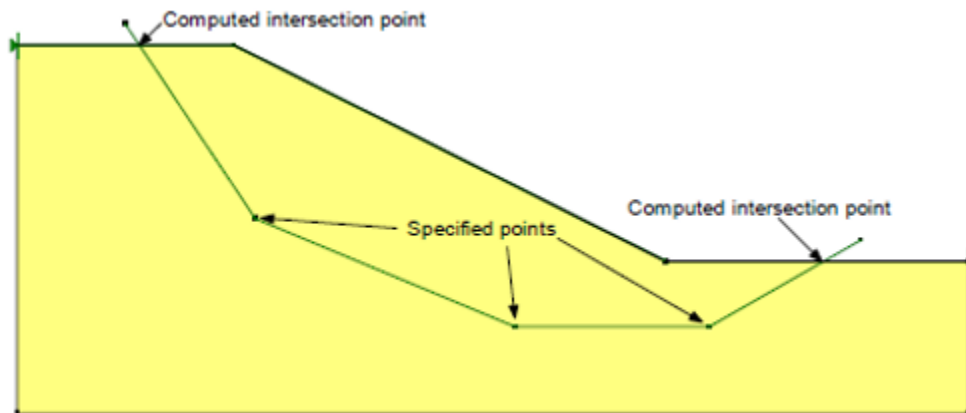 Computed intersection point
Computed intersection point
Specified points